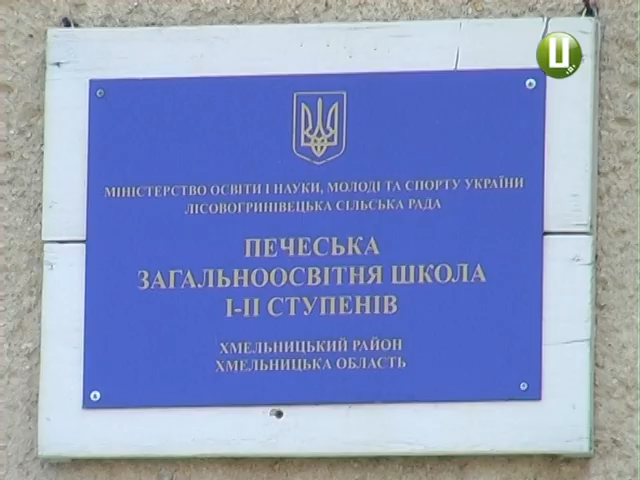 Ц
МІНІСТЕРСТВО ОСВІТИ І НАУКИ, МОЛОДІ ТА СПОРТУ УКРАЇНИ
ЛІСОВОГРИНІВЕЦЬКА СІЛЬСЬКА РАДА
ПЕЧЕСЬКА
ЗАГАЛЬНООСВІТНЯ ШКОЛА
І-ІІ СТУПЕНІВ
ХМЕЛЬНИЦЬКИЙ РАЙОН
ХМЕЛЬНИЦЬКА ОБЛАСТЬ